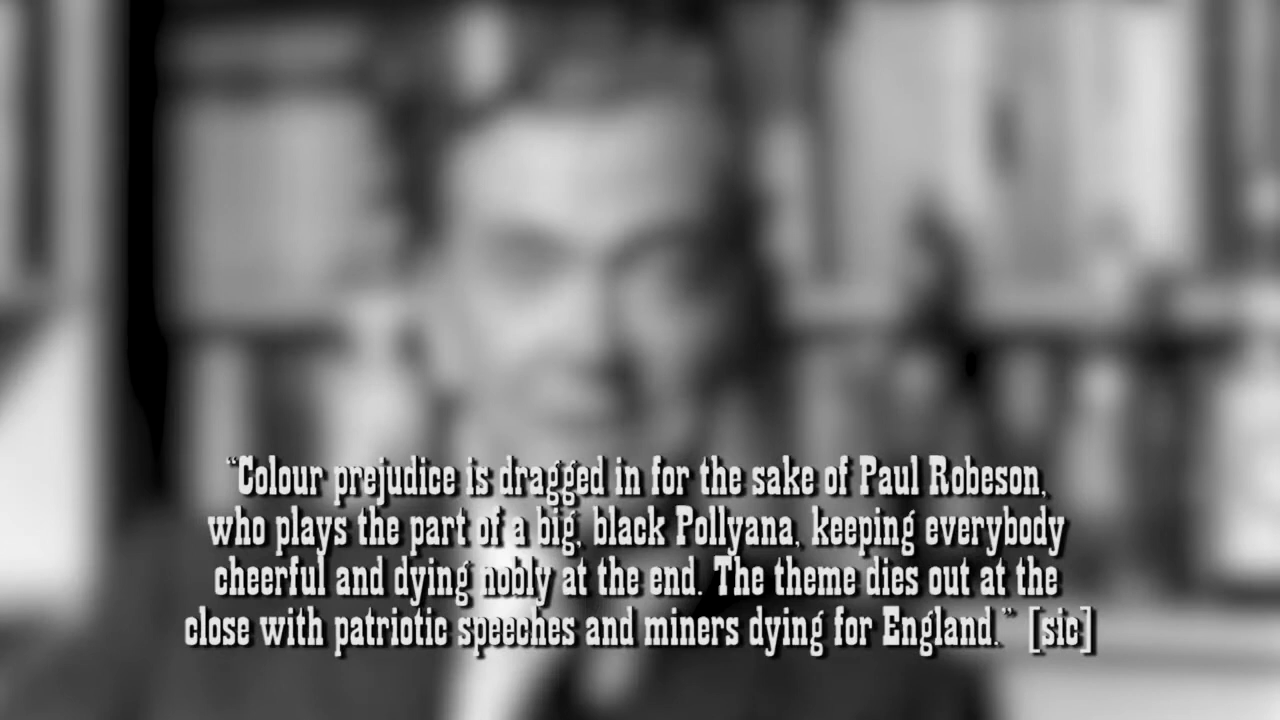 “Colour prejudice is dragged in for the sake of Paul Robeson,
who plays the part of a big, black Pollyana, keeping everybody
cheerful and dying nobly at the end. The theme dies out at the
close with patriotic speeches and miners dying for England.” [sic]